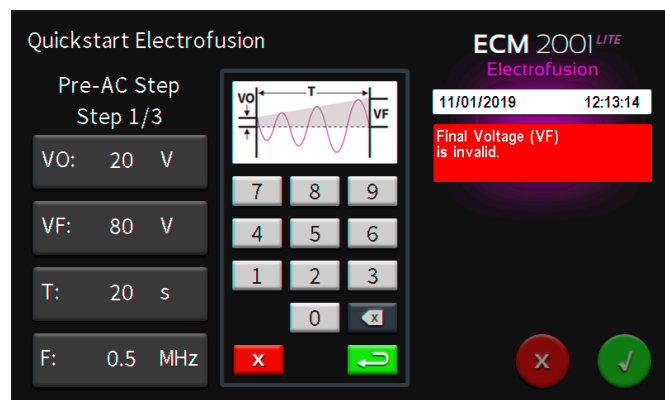 Quickstart Electrofusion
Pre-AC Step
Step 1/3
VO: 20 V
VF: 80 V
T: 20 s
F: 0.5 MHz
VO T VF
7 8 9
4 5 6
1 2 3
0 x
x
ECM 2001 LITE
Electrofusion
11/01/2019 12:13:14
Final Voltage (VF)
is invalid.
x √